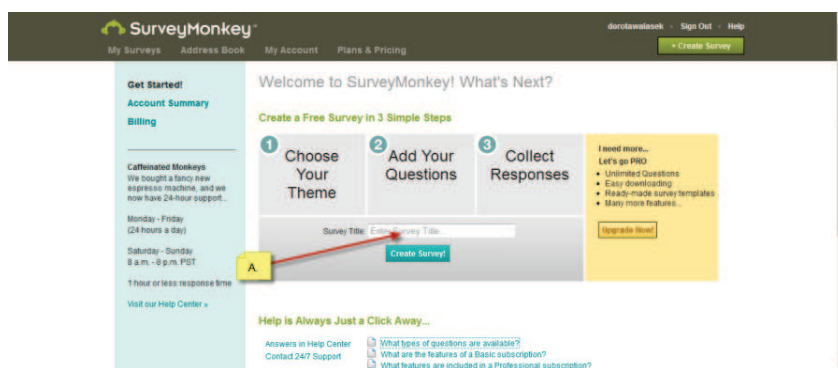 SurveyMonkey™
dorotawalasek - Sign Out - Help
My Surveys Address Book My Account Plans & Pricing
+ Create Survey
Get Started!
Account Summary
Billing
Caffeinated Monkeys
We bought a fancy new
espresso machine, and we
now have 24-hour support...
Monday - Friday
(24 hours a day)
Saturday - Sunday
8 a.m. - 8 p.m. PST
1 hour or less response time
Visit our Help Center »
Welcome to SurveyMonkey! What's Next?
Create a Free Survey in 3 Simple Steps
1
Choose
Your
Theme
2
Add Your
Questions
3
Collect
Responses
I need more...
Let's go PRO
• Unlimited Questions
• Easy downloading
• Ready-made survey templates
• Many more features...
Upgrade Now!
Survey Title: Enter Survey Title...
Create Survey!
A.
Help is Always Just a Click Away...
Answers in Help Center
Contact 24/7 Support
What types of questions are available?
What are the features of a Basic subscription?
What features are included in a Professional subscription?